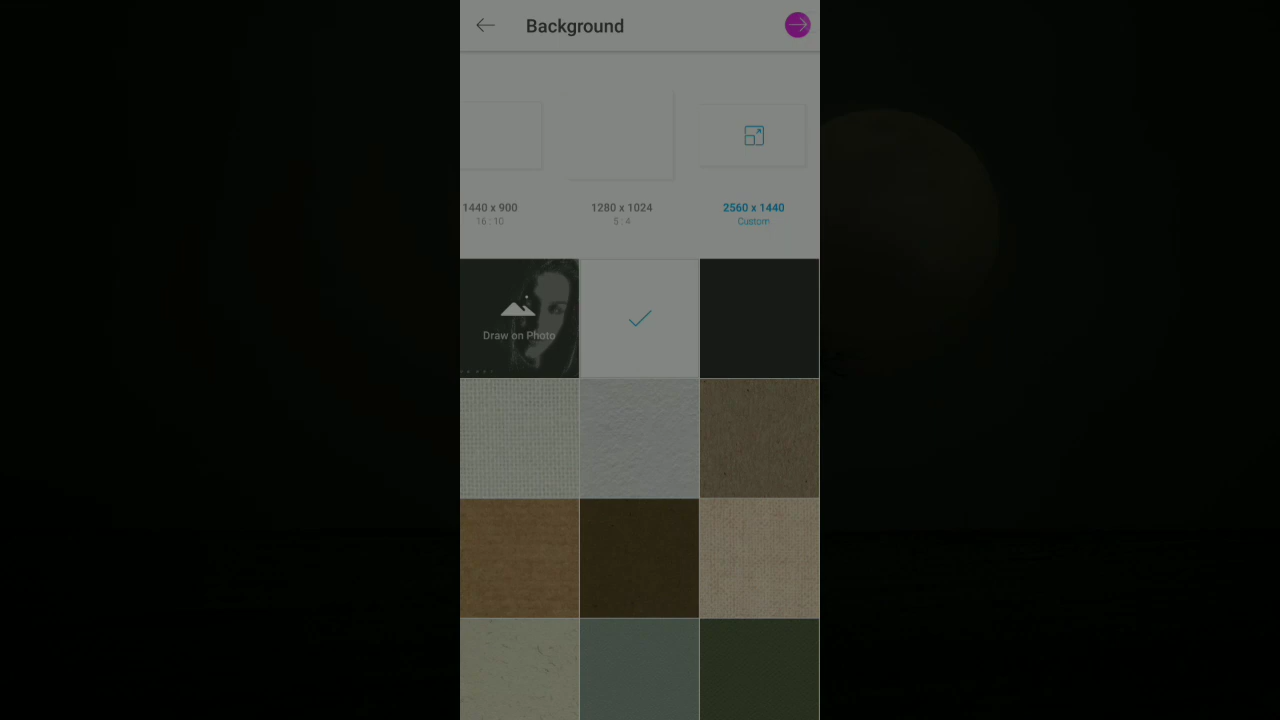 Background
1440 x 900
16 : 10
1280 x 1024
5 : 4
2560 x 1440
Custom
Draw on Photo